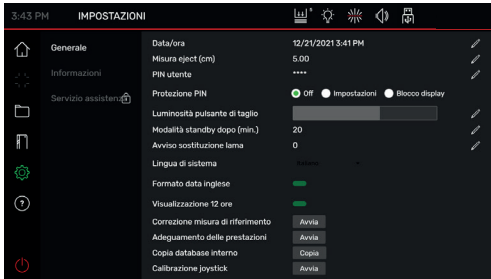 3:43 PM IMPOSTAZIONI
Generale
Informazioni
Servizio assistenza
Data/ora 12/21/2021 3:41 PM
Misura eject (cm) 5.00
PIN utente ****
Protezione PIN Off Impostazioni Blocco display
Luminosità pulsante di taglio
Modalità standby dopo (min.) 20
Avviso sostituzione lama 0
Lingua di sistema Italiano
Formato data inglese
Visualizzazione 12 ore
Correzione misura di riferimento Avvia
Adeguamento delle prestazioni Avvia
Copia database interno Copia
Calibrazione joystick Avvia